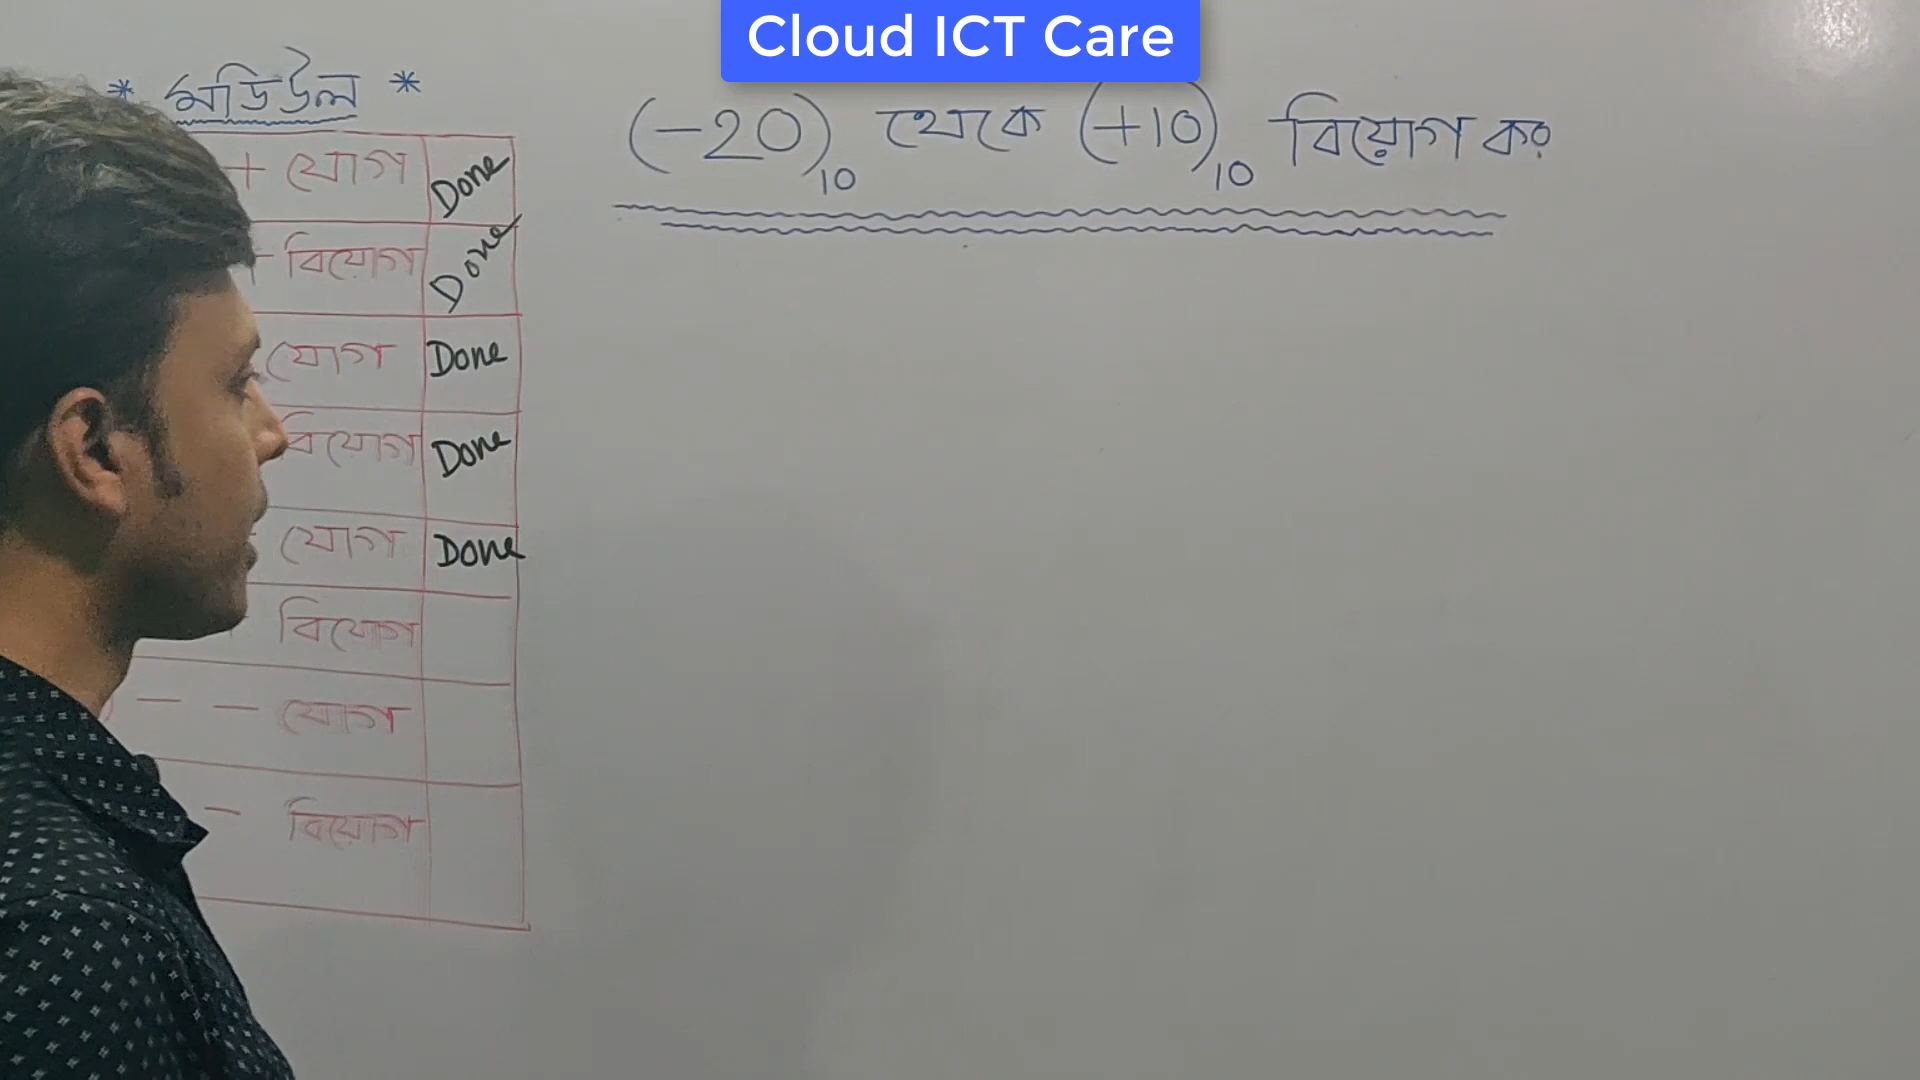 Cloud ICT Care
* মডিউল *
+ যোগ Done
বিয়োগ Done
যোগ Done
বিয়োগ Done
যোগ Done
বিয়োগ
- - যোগ
- বিয়োগ
(-20)₁₀ থেকে (+10)₁₀ বিয়োগ কর